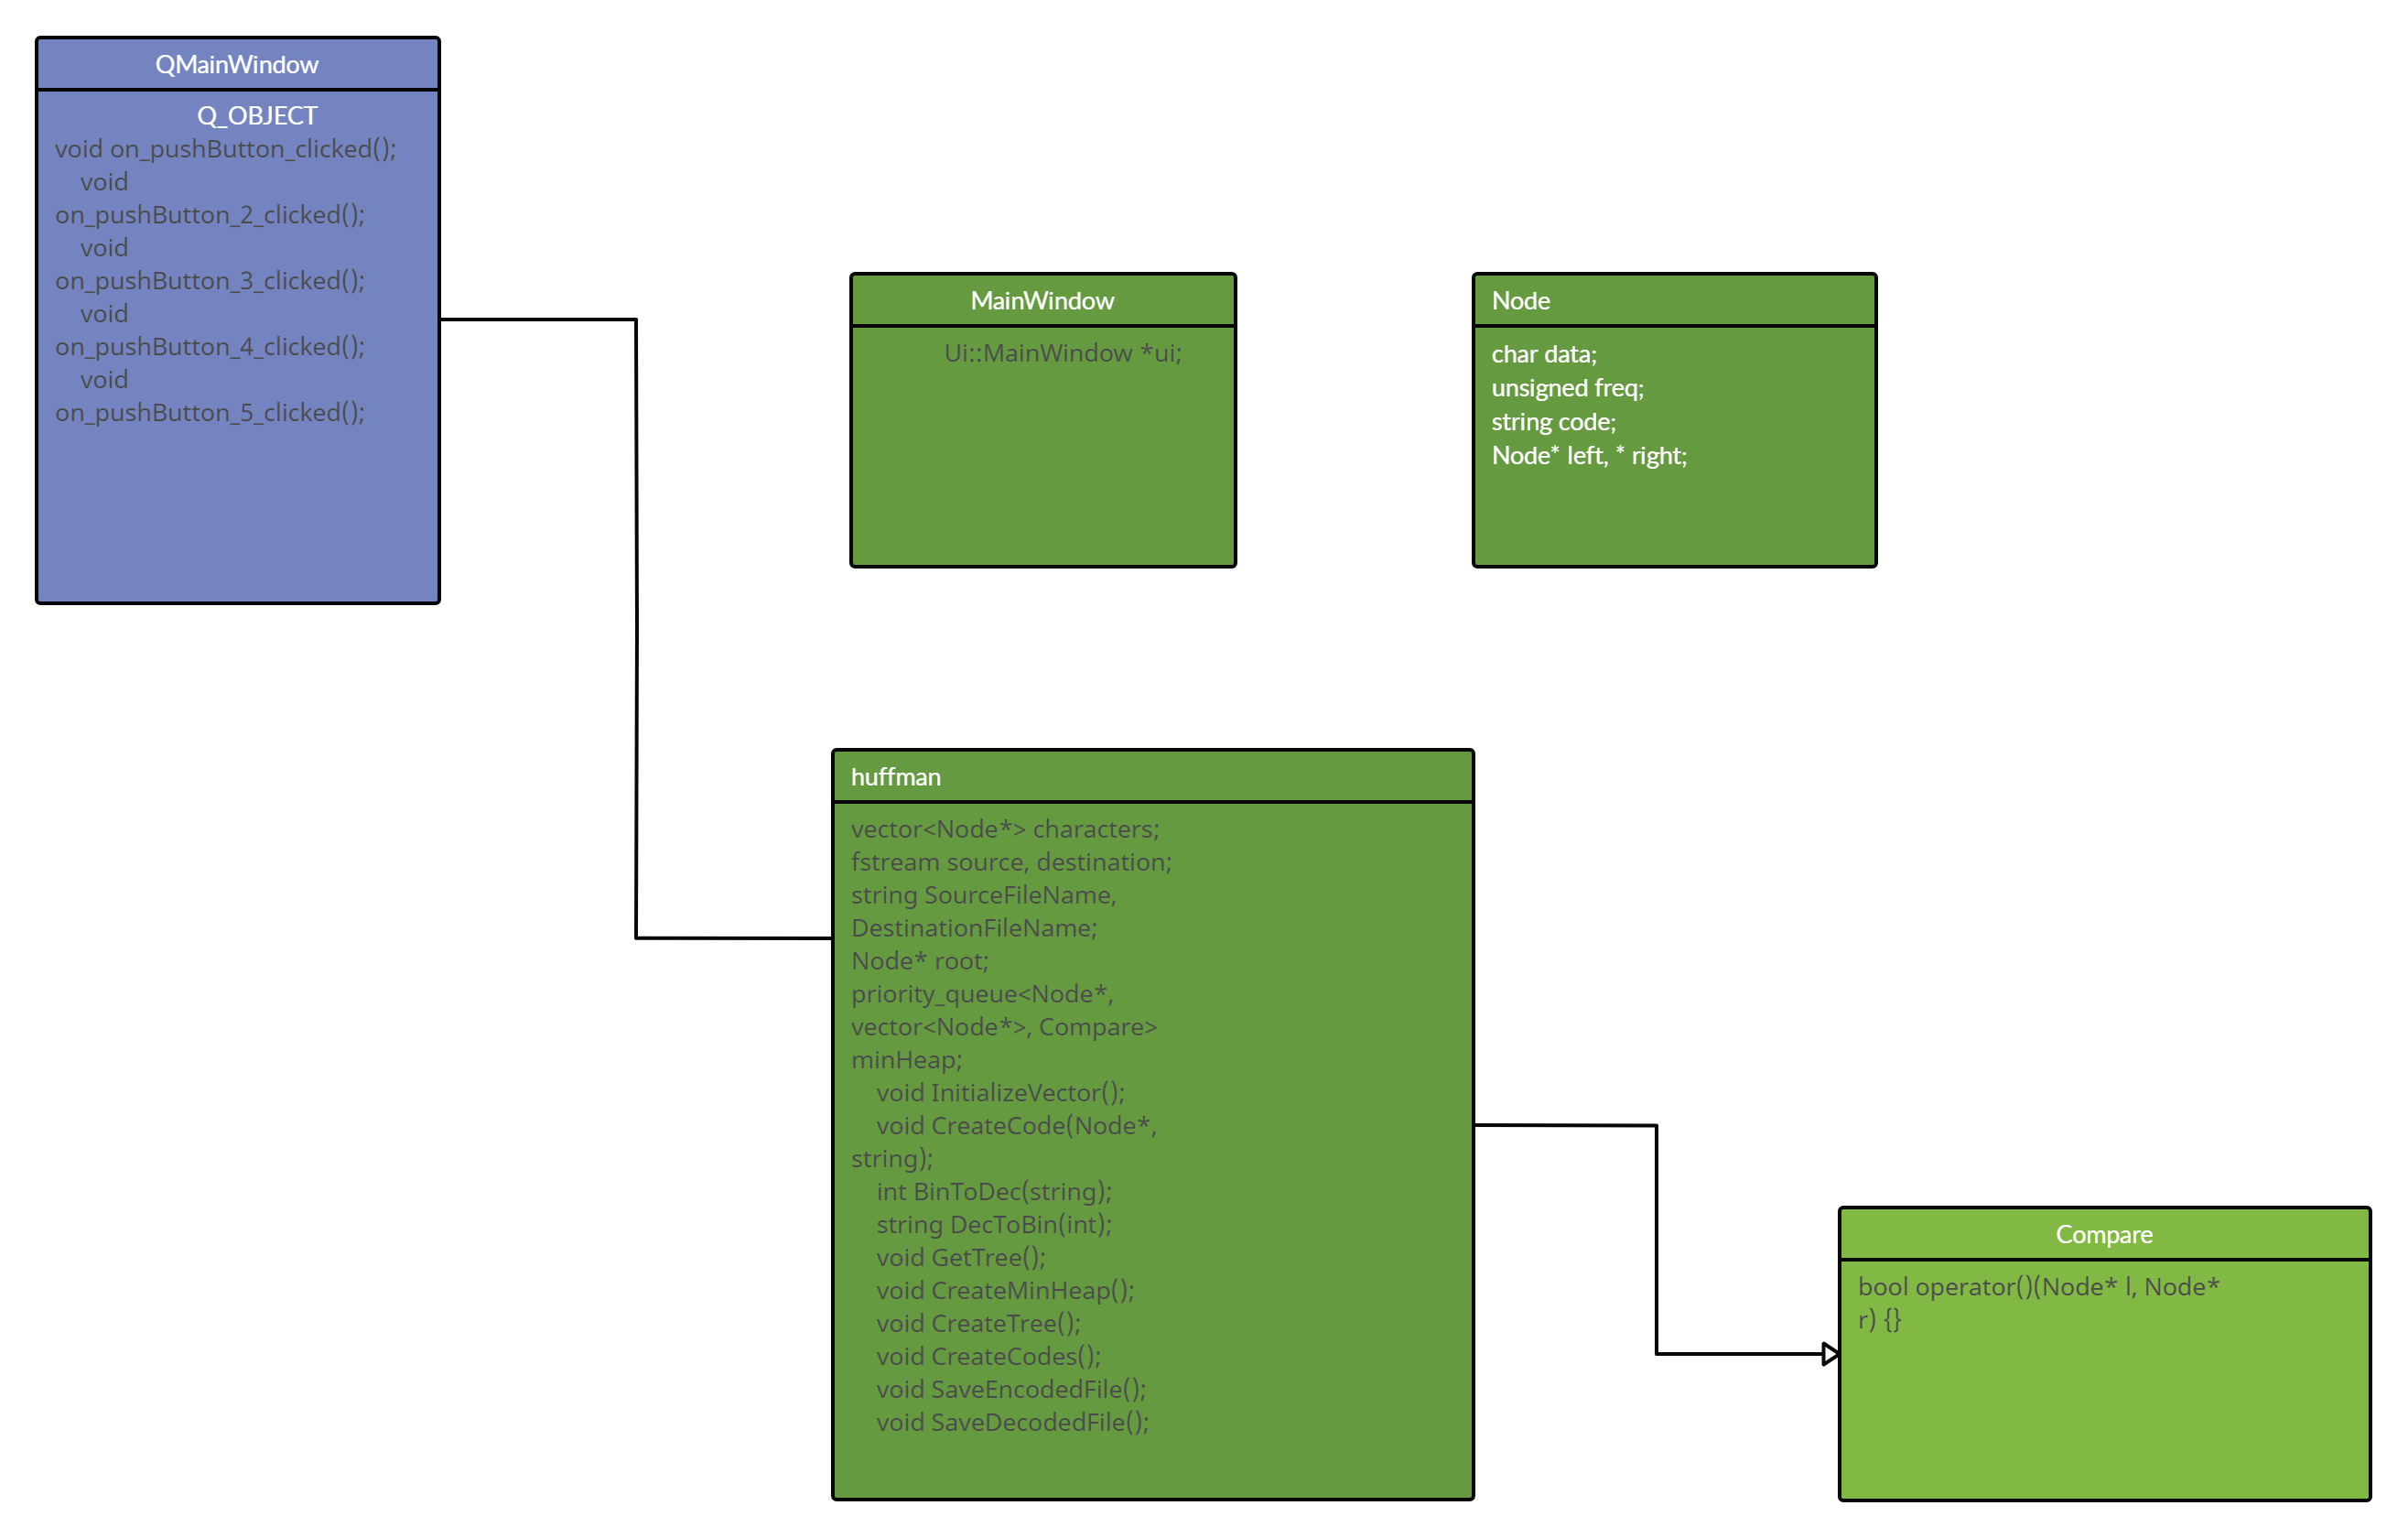 QMainWindow
Q_OBJECT
void on_pushButton_clicked();
void
on_pushButton_2_clicked();
void
on_pushButton_3_clicked();
void
on_pushButton_4_clicked();
void
on_pushButton_5_clicked();
MainWindow
Ui::MainWindow *ui;
Node
char data;
unsigned freq;
string code;
Node* left, * right;
huffman
vector<Node*> characters;
fstream source, destination;
string SourceFileName,
DestinationFileName;
Node* root;
priority_queue<Node*,
vector<Node*>, Compare>
minHeap;
void InitializeVector();
void CreateCode(Node*,
string);
int BinToDec(string);
string DecToBin(int);
void GetTree();
void CreateMinHeap();
void CreateTree();
void CreateCodes();
void SaveEncodedFile();
void SaveDecodedFile();
Compare
bool operator()(Node* l, Node*
r) {}